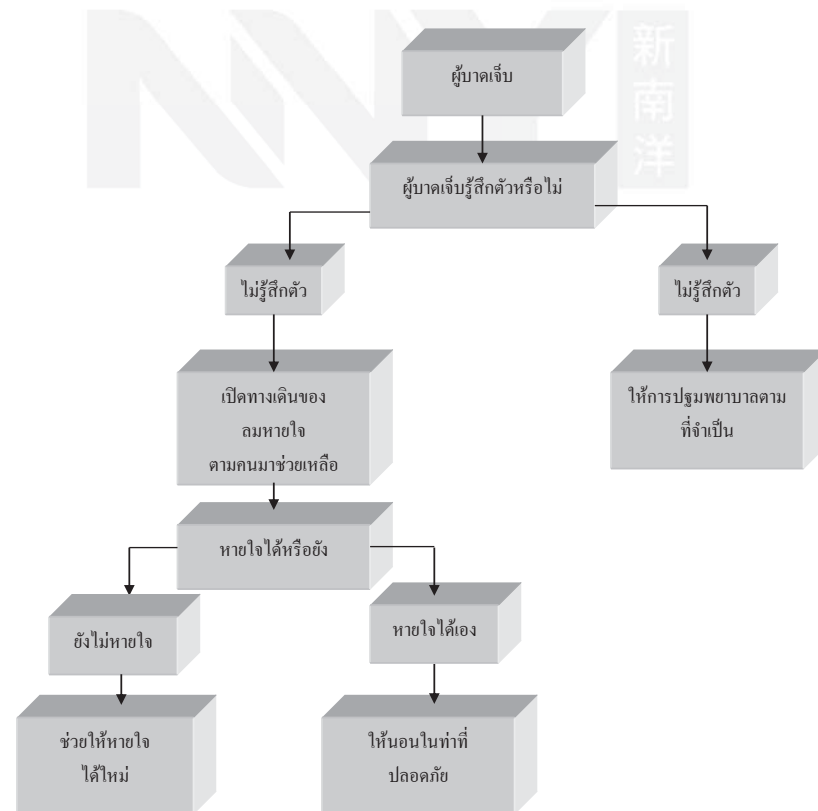 新
南
洋
ผู้บาดเจ็บ
ผู้บาดเจ็บรู้สึกตัวหรือไม่
ไม่รู้สึกตัว
ไม่รู้สึกตัว
เปิดทางเดินของ
ลมหายใจ
ตามคนมาช่วยเหลือ
ให้การปฐมพยาบาลตาม
ที่จำเป็น
หายใจได้หรือยัง
ยังไม่หายใจ
หายใจได้เอง
ช่วยให้หายใจ
ได้ใหม่
ให้นอนในท่าที่
ปลอดภัย